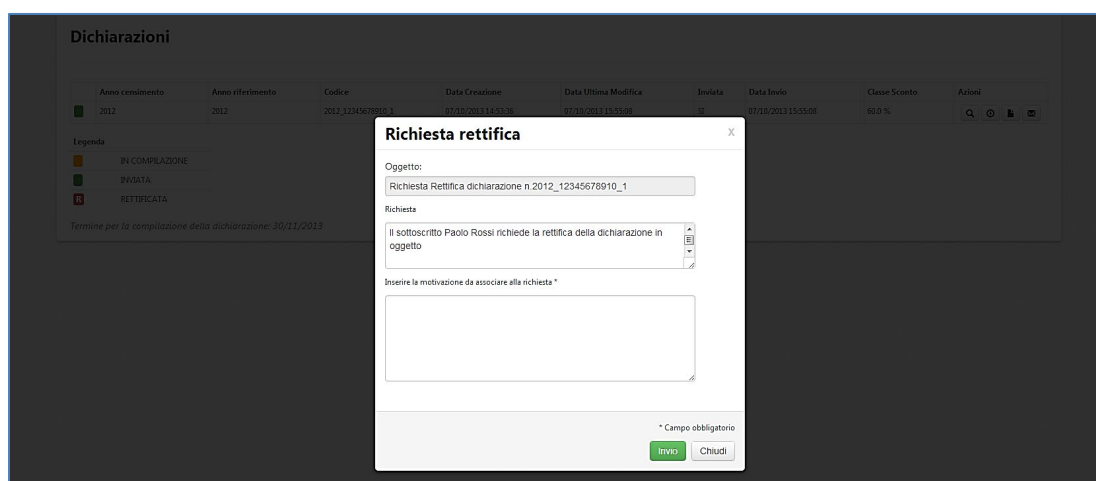 Dichiarazioni
Anno censimento Anno riferimento Codice Data Creazione Data Ultima Modifica Inviata Data Invio Classe Sconto Azioni
2012 2012 2012_12345678910_1 07/10/2013 14:53:36 07/10/2013 15:55:08 SI 07/10/2013 15:55:08 60.0 %
Legenda
IN COMPILAZIONE
INVIATA
R RETTIFICATA
Termine per la compilazione della dichiarazione: 30/11/2013
Richiesta rettifica X
Oggetto:
Richiesta Rettifica dichiarazione n.2012_12345678910_1
Richiesta
Il sottoscritto Paolo Rossi richiede la rettifica della dichiarazione in
oggetto
Inserire la motivazione da associare alla richiesta *
* Campo obbligatorio
Invio Chiudi